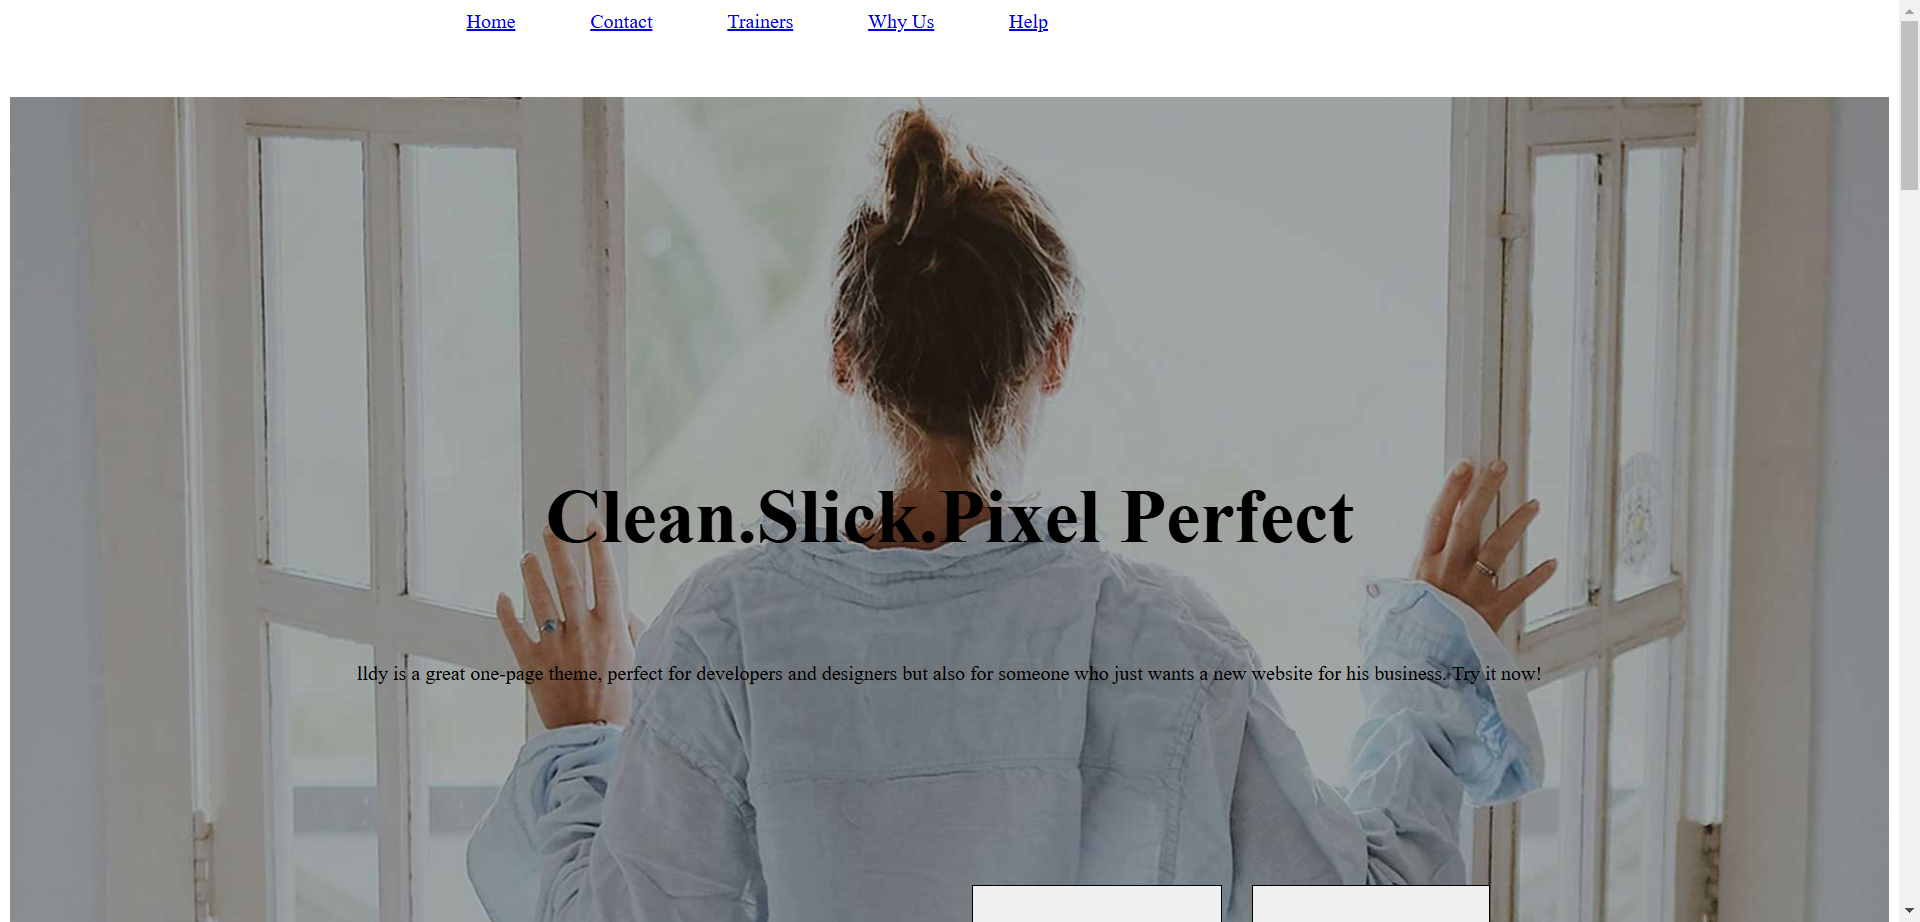 Home Contact Trainers Why Us Help
Clean.Slick.Pixel Perfect
lldy is a great one-page theme, perfect for developers and designers but also for someone who just wants a new website for his business. Try it now!